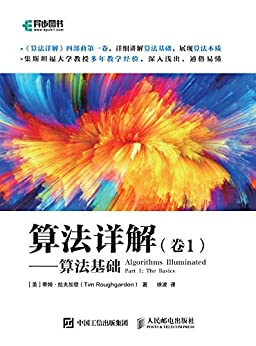 异步图书
www.epubit.com
·《算法详解》四部曲第一卷，详细讲解算法基础，展现算法本质
·集斯坦福大学教授多年教学经验，深入浅出，通俗易懂
算法详解（卷1）
——算法基础
Algorithms Illuminated
Part 1: The Basics
［美］蒂姆·拉夫加登（Tim Roughgarden） 著 徐波 译
中国工信出版集团
人民邮电出版社
POSTS & TELECOM PRESS